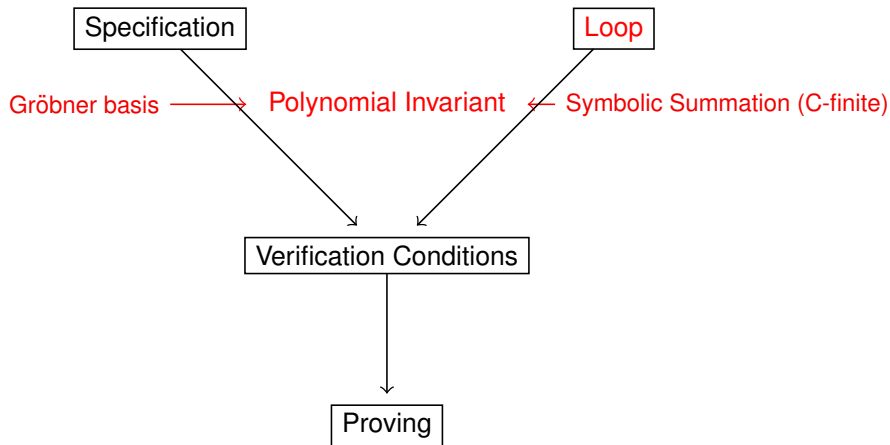 Specification
Loop
Gröbner basis
Polynomial Invariant
Symbolic Summation (C-finite)
Verification Conditions
Proving